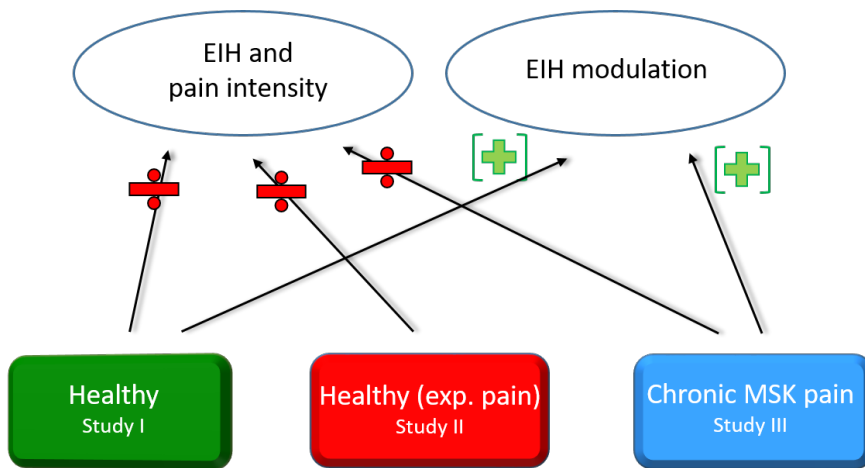 EIH and
pain intensity
EIH modulation
Healthy
Study I
Healthy (exp. pain)
Study II
Chronic MSK pain
Study III